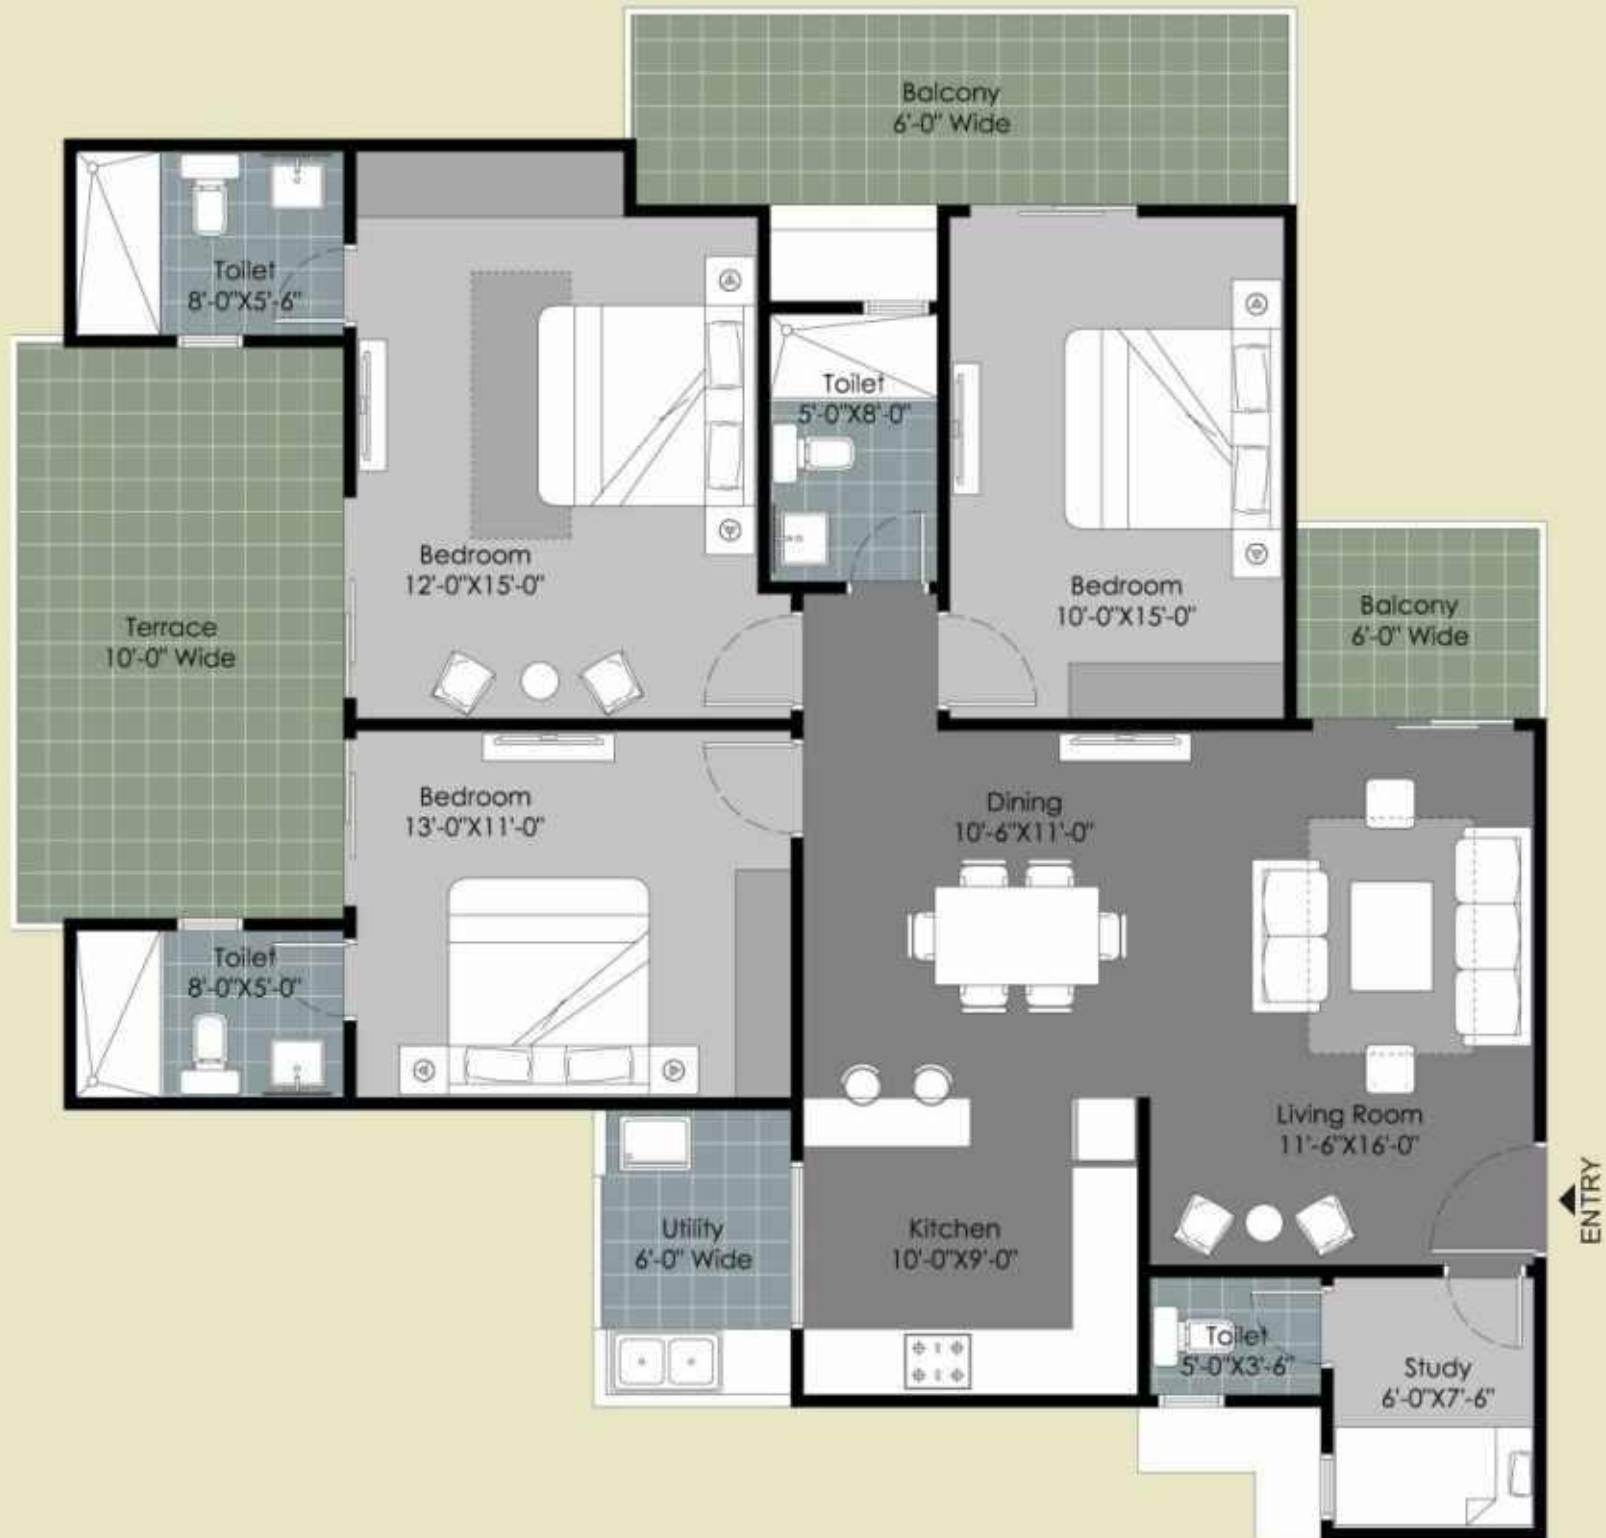 Balcony
6'-0" Wide
Toilet
8'-0"X5'-6"
Toilet
5'-0"X8'-0"
Bedroom
12'-0"X15'-0"
Bedroom
10'-0"X15'-0"
Balcony
6'-0" Wide
Terrace
10'-0" Wide
Bedroom
13'-0"X11'-0"
Dining
10'-6"X11'-0"
Toilet
8'-0"X5'-0"
Living Room
11'-6"X16'-0"
ENTRY
Utility
6'-0" Wide
Kitchen
10'-0"X9'-0"
Toilet
5'-0"X3'-6"
Study
6'-0"X7'-6"